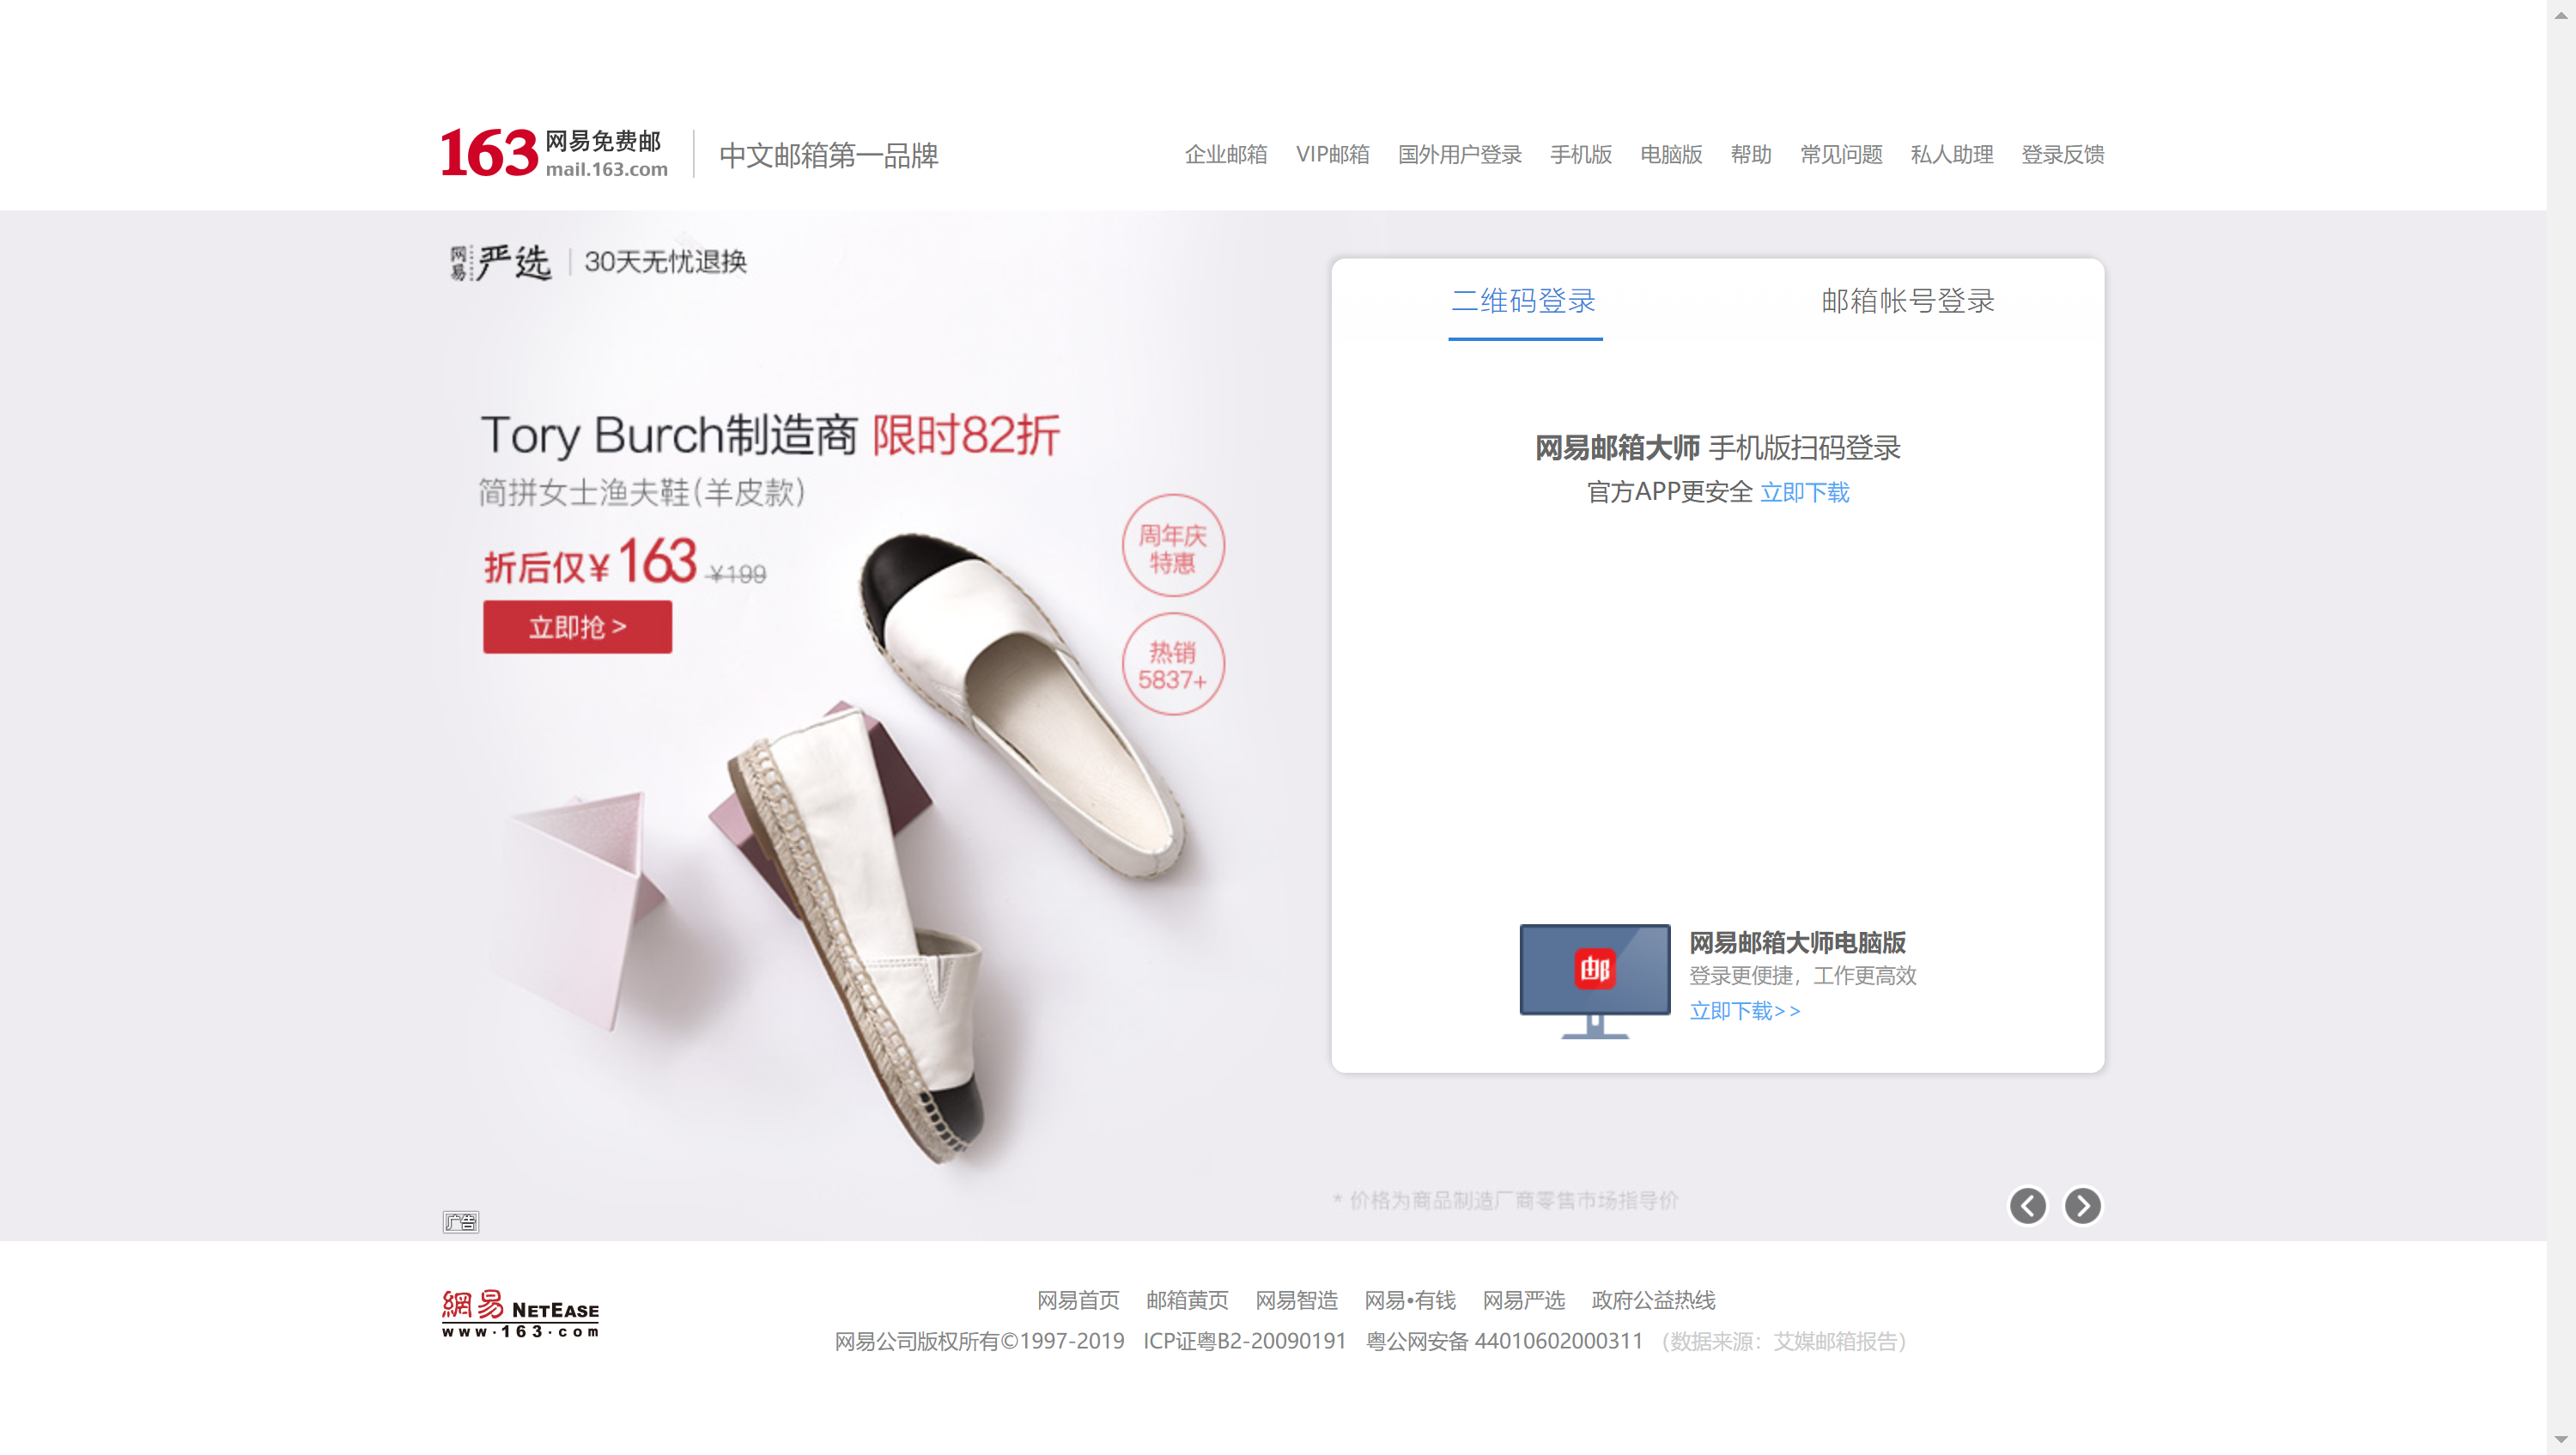 163 网易免费邮
mail.163.com
中文邮箱第一品牌
企业邮箱 VIP邮箱 国外用户登录 手机版 电脑版 帮助 常见问题 私人助理 登录反馈
网易严选 30天无忧退换
Tory Burch制造商 限时82折
简拼女士渔夫鞋(羊皮款)
折后仅¥163 ¥199
立即抢 >
周年庆
特惠
热销
5837+
二维码登录 邮箱帐号登录
网易邮箱大师 手机版扫码登录
官方APP更安全 立即下载
邮
网易邮箱大师电脑版
登录更便捷，工作更高效
立即下载>>
* 价格为商品制造厂商零售市场指导价
广告
網易 NETEASE
www.163.com
网易首页 邮箱黄页 网易智造 网易•有钱 网易严选 政府公益热线
网易公司版权所有©1997-2019 ICP证粤B2-20090191 粤公网安备 44010602000311 （数据来源：艾媒邮箱报告）